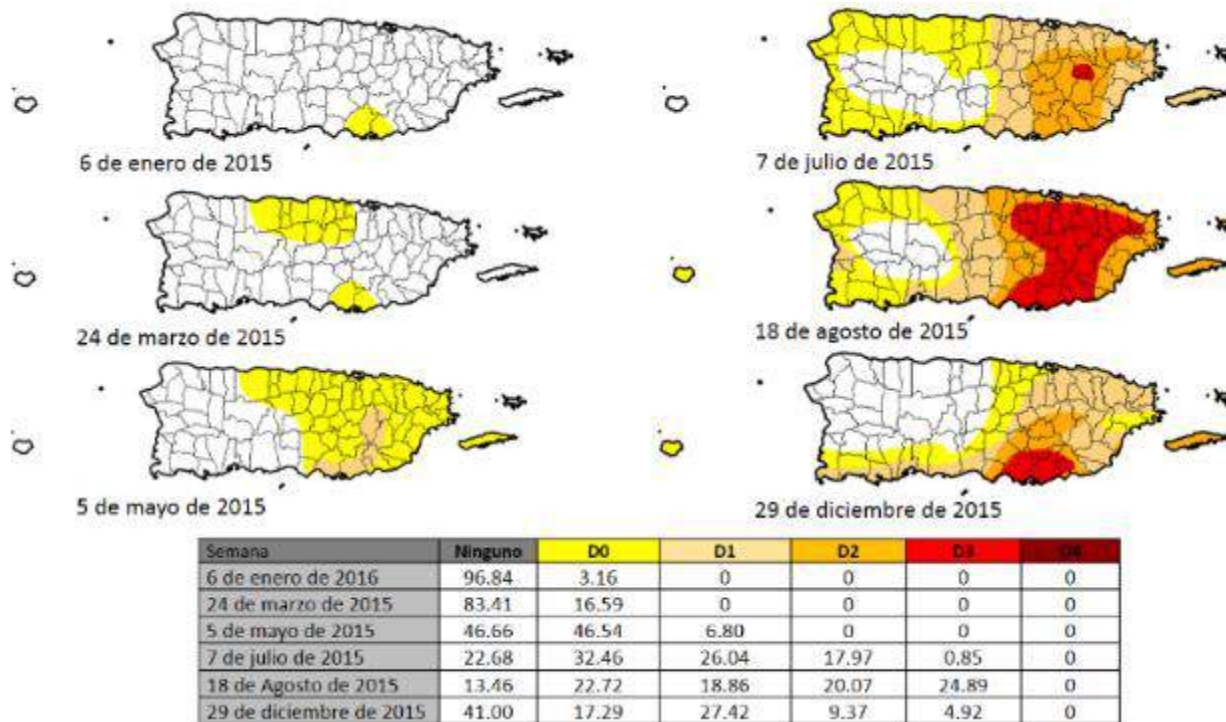 6 de enero de 2015
7 de julio de 2015
24 de marzo de 2015
18 de agosto de 2015
5 de mayo de 2015
29 de diciembre de 2015
Semana Ninguno D0 D1 D2 D3 D4
6 de enero de 2016 96.84 3.16 0 0 0 0
24 de marzo de 2015 83.41 16.59 0 0 0 0
5 de mayo de 2015 46.66 46.54 6.80 0 0 0
7 de julio de 2015 22.68 32.46 26.04 17.97 0.85 0
18 de Agosto de 2015 13.46 22.72 18.86 20.07 24.89 0
29 de diciembre de 2015 41.00 17.29 27.42 9.37 4.92 0